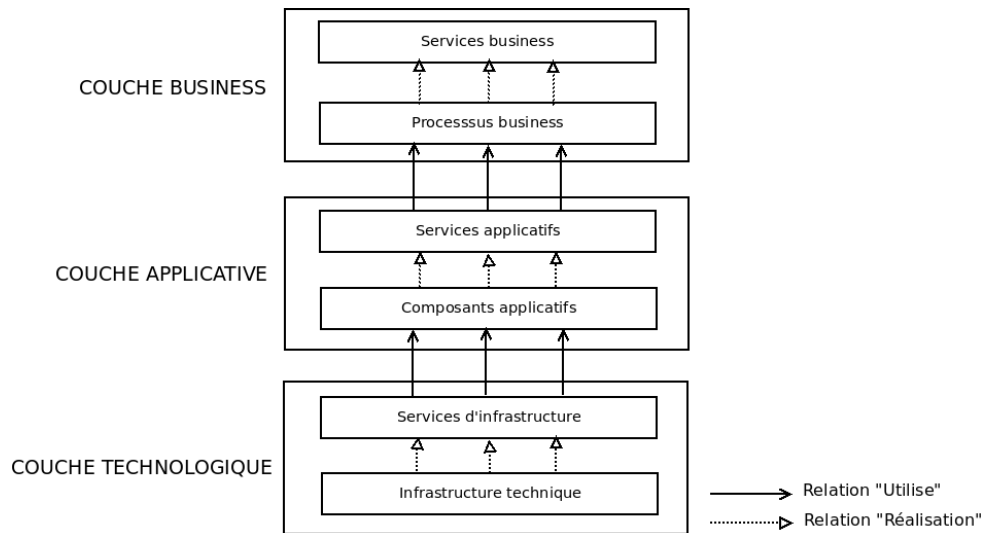 Services business
COUCHE BUSINESS
Processsus business
Services applicatifs
COUCHE APPLICATIVE
Composants applicatifs
Services d'infrastructure
COUCHE TECHNOLOGIQUE
Infrastructure technique
Relation "Utilise"
Relation "Réalisation"